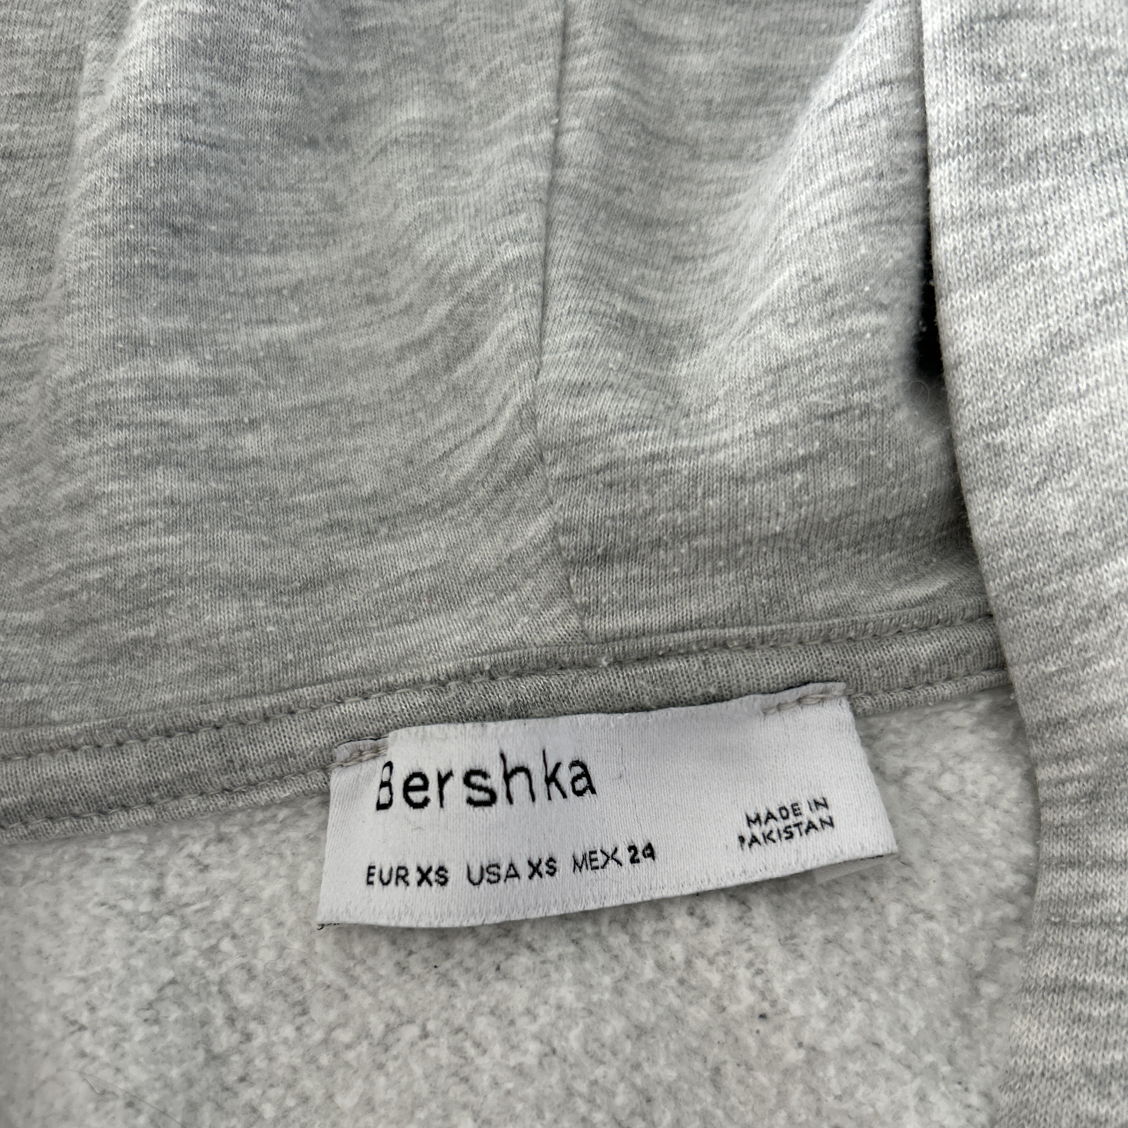 Bershka
EUR XS USA XS MEX 24
MADE IN
PAKISTAN